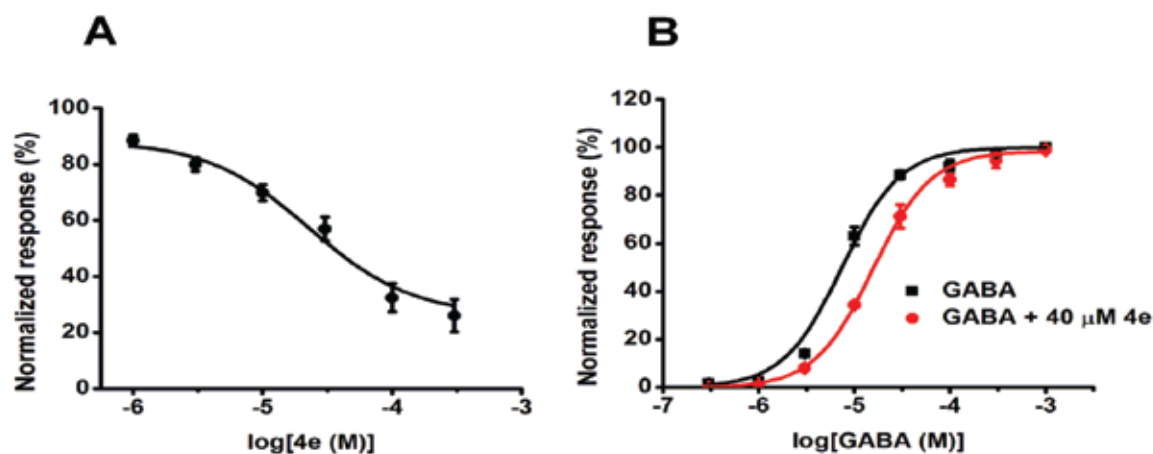 A
Normalized response (%)
100
80
60
40
20
0
-6
-5
-4
-3
log[4e (M)]
B
Normalized response (%)
120
100
80
60
40
20
0
GABA
GABA + 40 μM 4e
-7
-6
-5
-4
-3
log[GABA (M)]